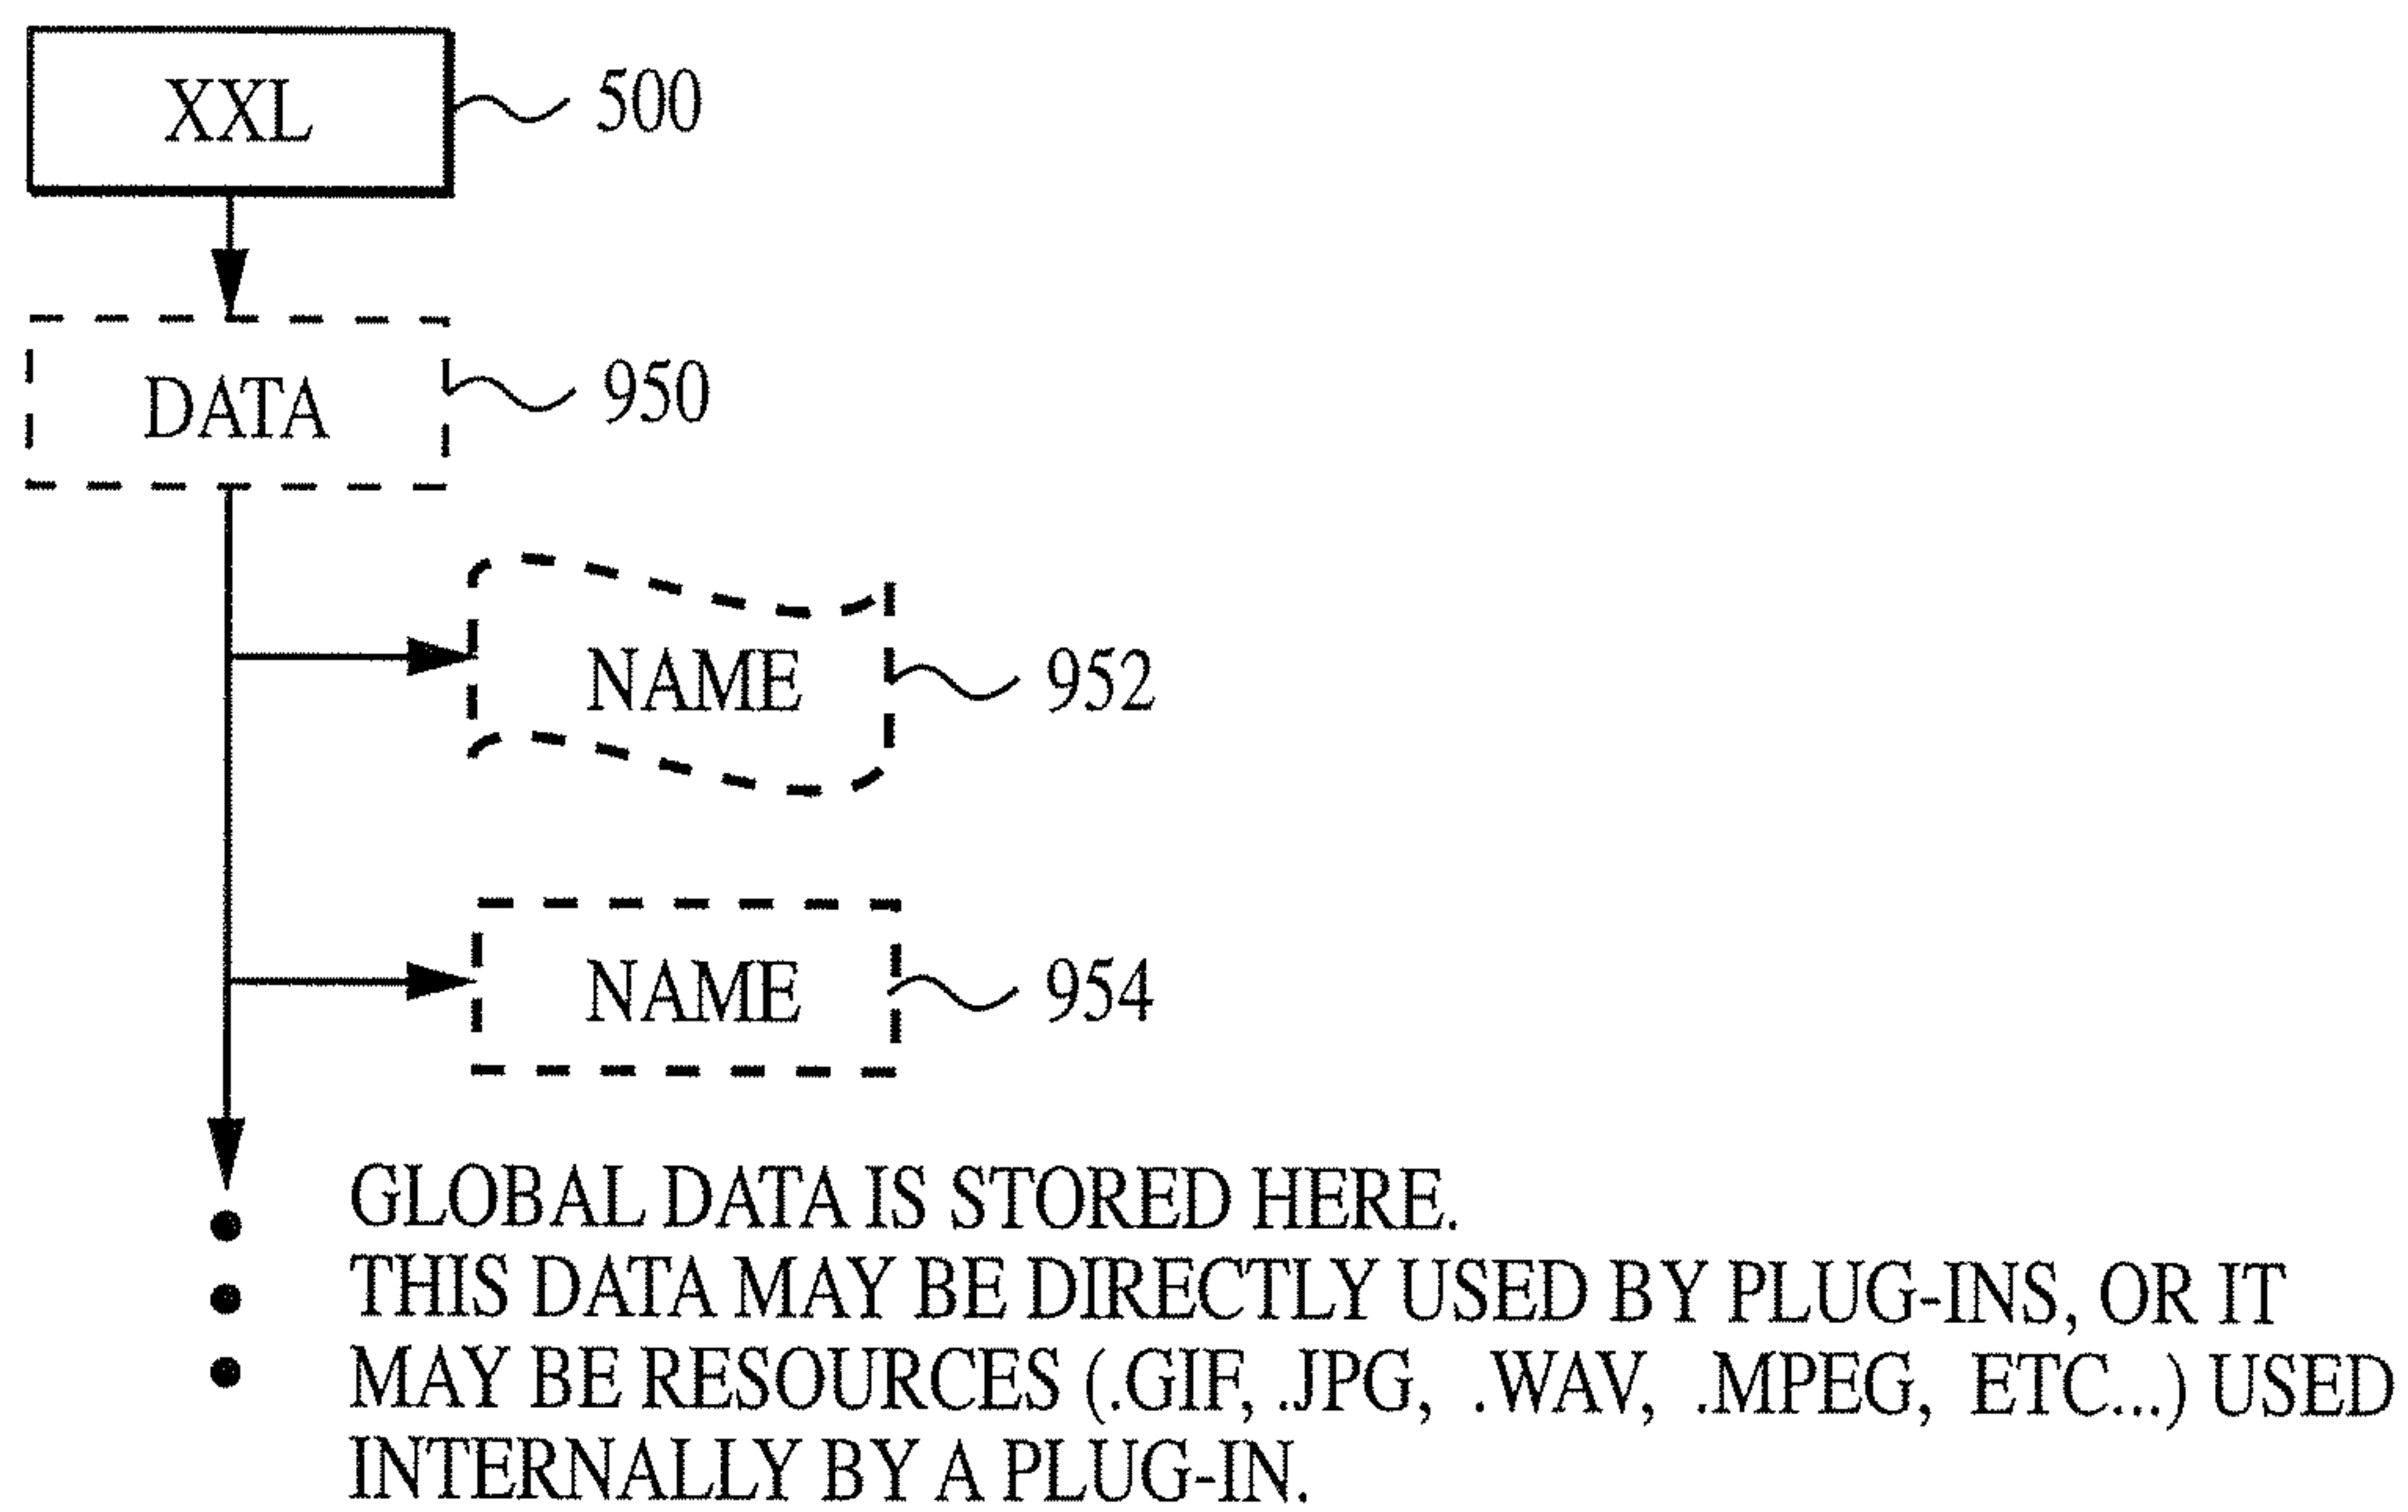 XXL 500
DATA 950
NAME 952
NAME 954
GLOBAL DATA IS STORED HERE.
THIS DATA MAY BE DIRECTLY USED BY PLUG-INS, OR IT
MAY BE RESOURCES (.GIF, .JPG, .WAV, .MPEG, ETC...) USED
INTERNALLY BY A PLUG-IN.